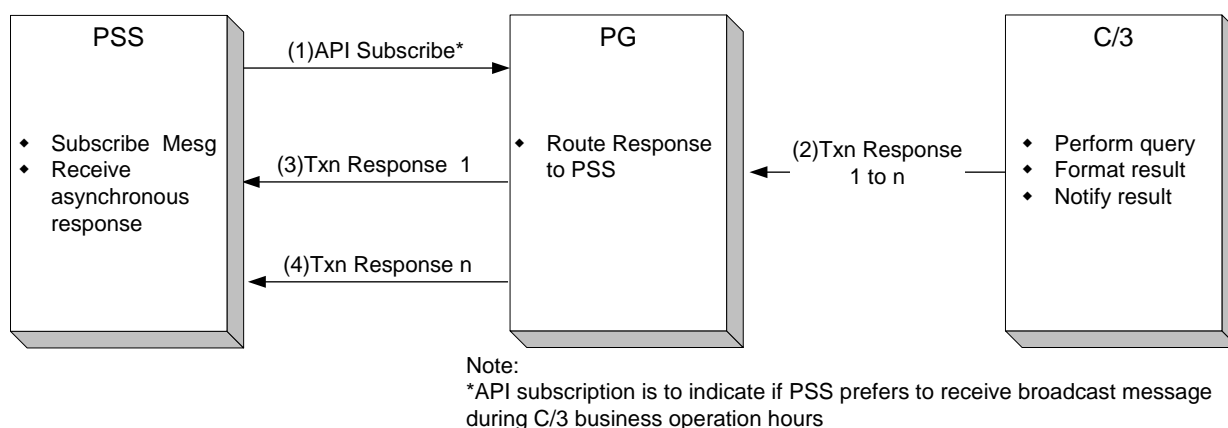 PSS
◆ Subscribe Mesg
◆ Receive
asynchronous
response
(1)API Subscribe*
(3)Txn Response 1
(4)Txn Response n
PG
◆ Route Response
to PSS
(2)Txn Response
1 to n
C/3
◆ Perform query
◆ Format result
◆ Notify result
Note:
*API subscription is to indicate if PSS prefers to receive broadcast message
during C/3 business operation hours